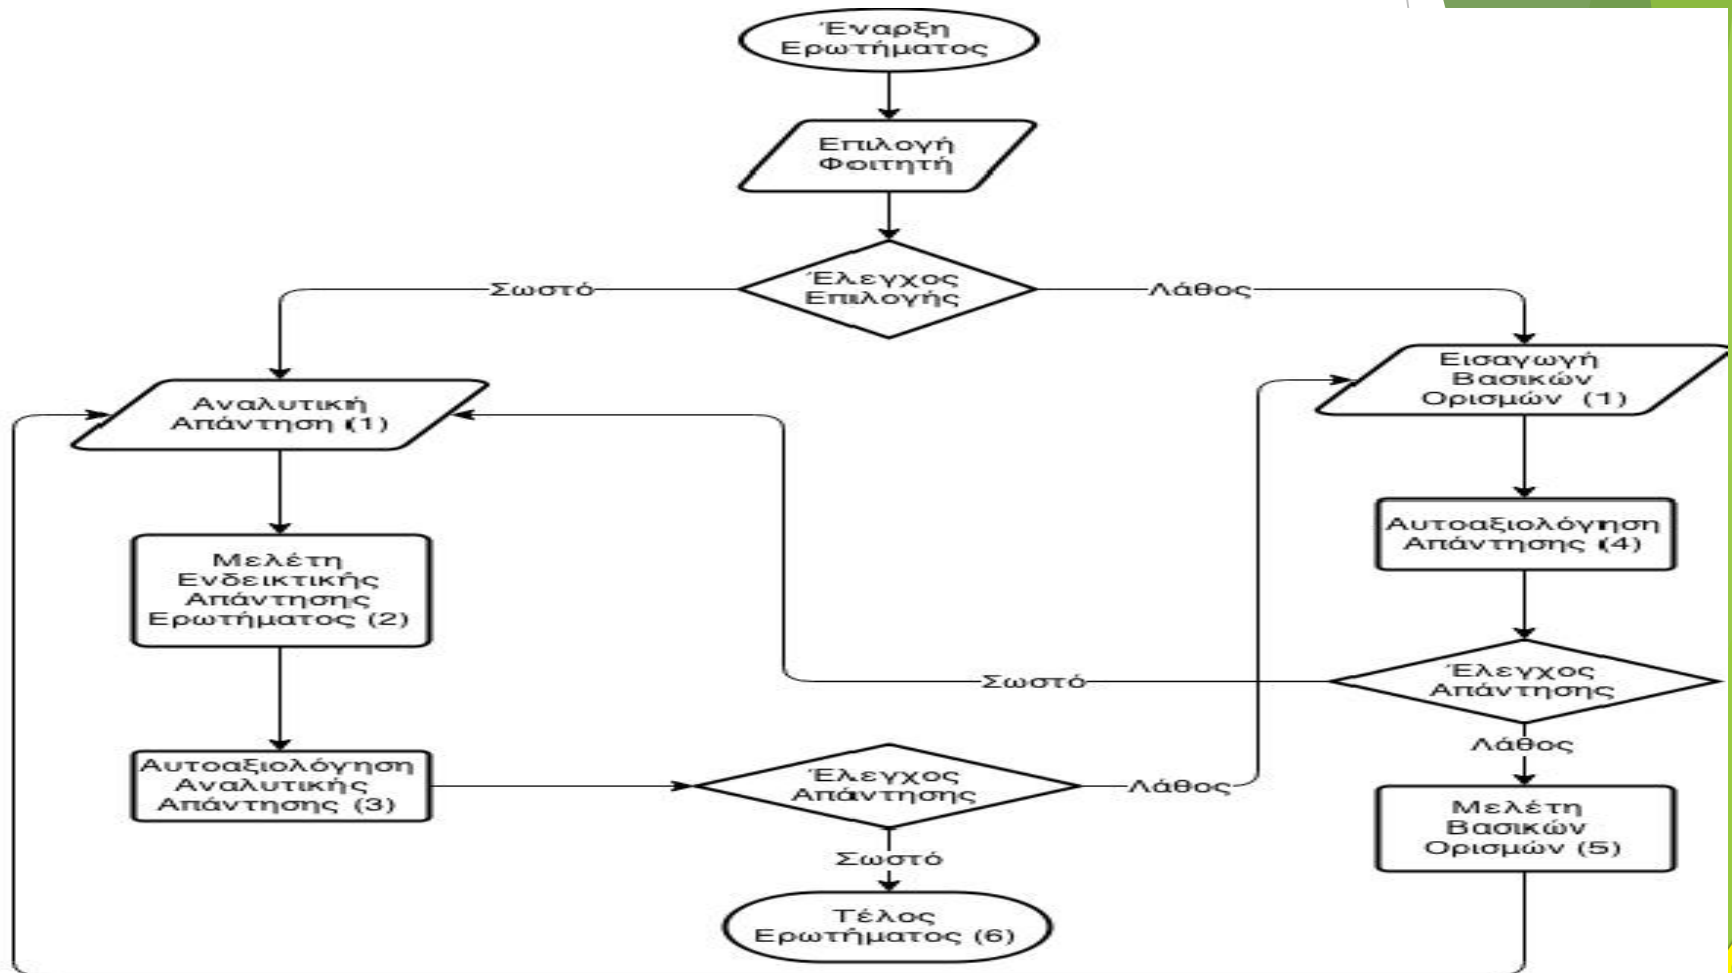 Έναρξη
Ερωτήματος
Επιλογή
Φοιτητή
Έλεγχος
Επιλογής
Σωστό
Λάθος
Αναλυτική
Απάντηση (1)
Εισαγωγή
Βασικών
Ορισμών (1)
Μελέτη
Ενδεικτικής
Απάντησης
Ερωτήματος (2)
Αυτοαξιολόγηση
Απάντησης (4)
Έλεγχος
Απάντησης
Σωστό
Λάθος
Αυτοαξιολόγηση
Αναλυτικής
Απάντησης (3)
Έλεγχος
Απάντησης
Λάθος
Σωστό
Μελέτη
Βασικών
Ορισμών (5)
Τέλος
Ερωτήματος (6)